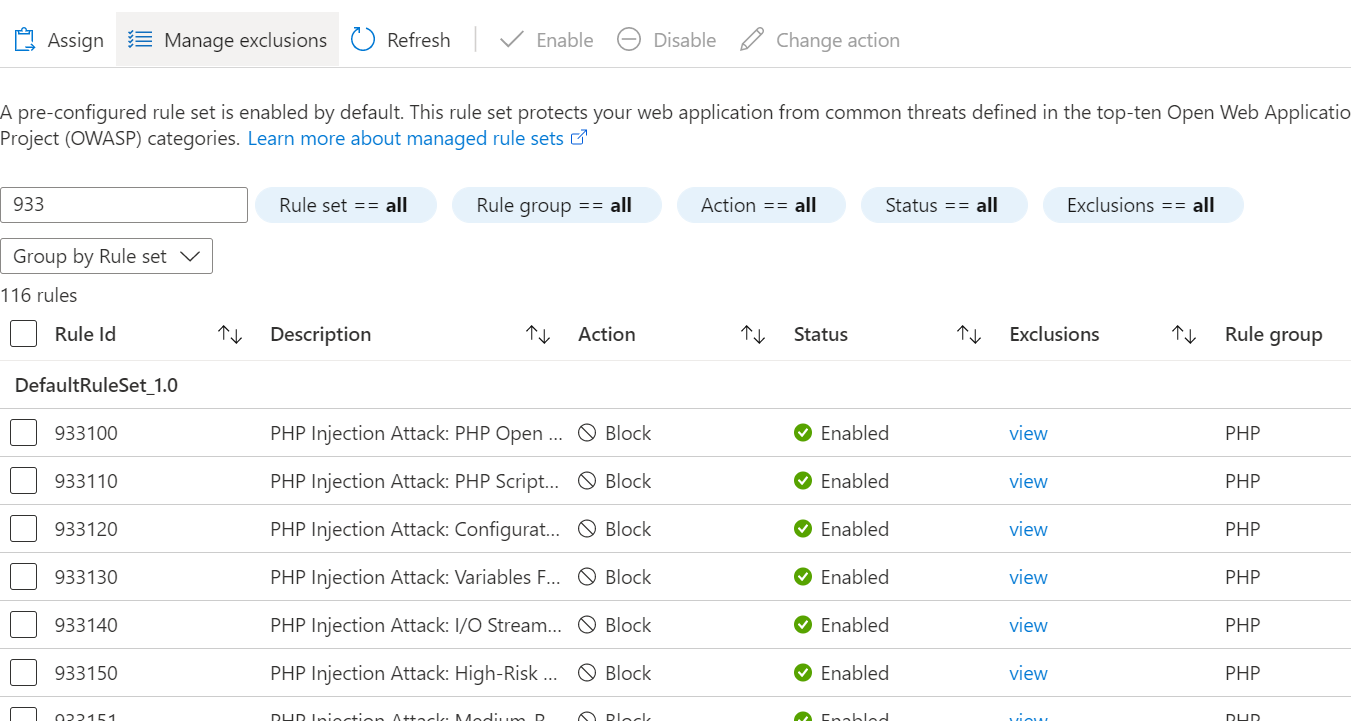 Assign Manage exclusions Refresh Enable Disable Change action
A pre-configured rule set is enabled by default. This rule set protects your web application from common threats defined in the top-ten Open Web Applicatio
Project (OWASP) categories. Learn more about managed rule sets
933 Rule set == all Rule group == all Action == all Status == all Exclusions == all
Group by Rule set
116 rules
Rule Id Description Action Status Exclusions Rule group
DefaultRuleSet_1.0
933100 PHP Injection Attack: PHP Open ... Block Enabled view PHP
933110 PHP Injection Attack: PHP Script... Block Enabled view PHP
933120 PHP Injection Attack: Configurat... Block Enabled view PHP
933130 PHP Injection Attack: Variables F... Block Enabled view PHP
933140 PHP Injection Attack: I/O Stream... Block Enabled view PHP
933150 PHP Injection Attack: High-Risk ... Block Enabled view PHP
933151 PHP Injection Attack: Medium-R... Block Enabled view PHP